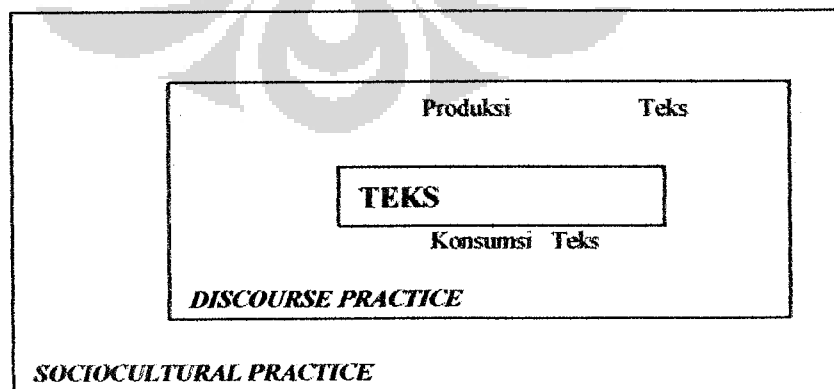 Produksi Teks
TEKS
Konsumsi Teks
DISCOURSE PRACTICE
SOCIOCULTURAL PRACTICE